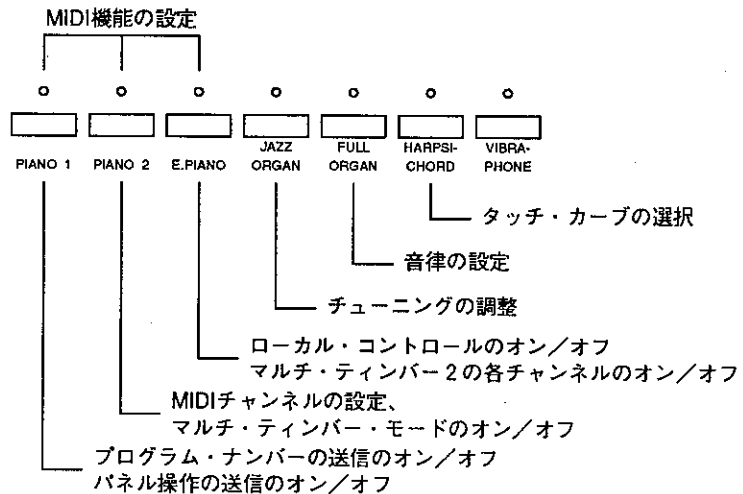 MIDI機能の設定
PIANO 1
PIANO 2
E.PIANO
JAZZ
ORGAN
FULL
ORGAN
HARPSI-
CHORD
VIBRA-
PHONE
タッチ・カーブの選択
音律の設定
チューニングの調整
ローカル・コントロールのオン／オフ
マルチ・ティンバー2の各チャンネルのオン／オフ
MIDIチャンネルの設定、
マルチ・ティンバー・モードのオン／オフ
プログラム・ナンバーの送信のオン／オフ
パネル操作の送信のオン／オフ